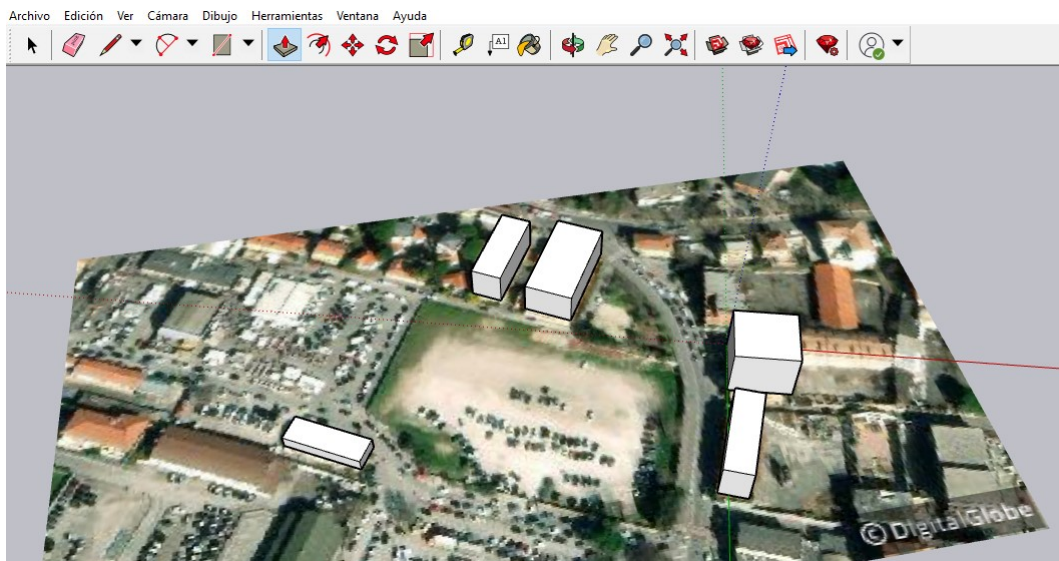 Archivo Edición Ver Cámara Dibujo Herramientas Ventana Ayuda
A1
© DigitalGlobe